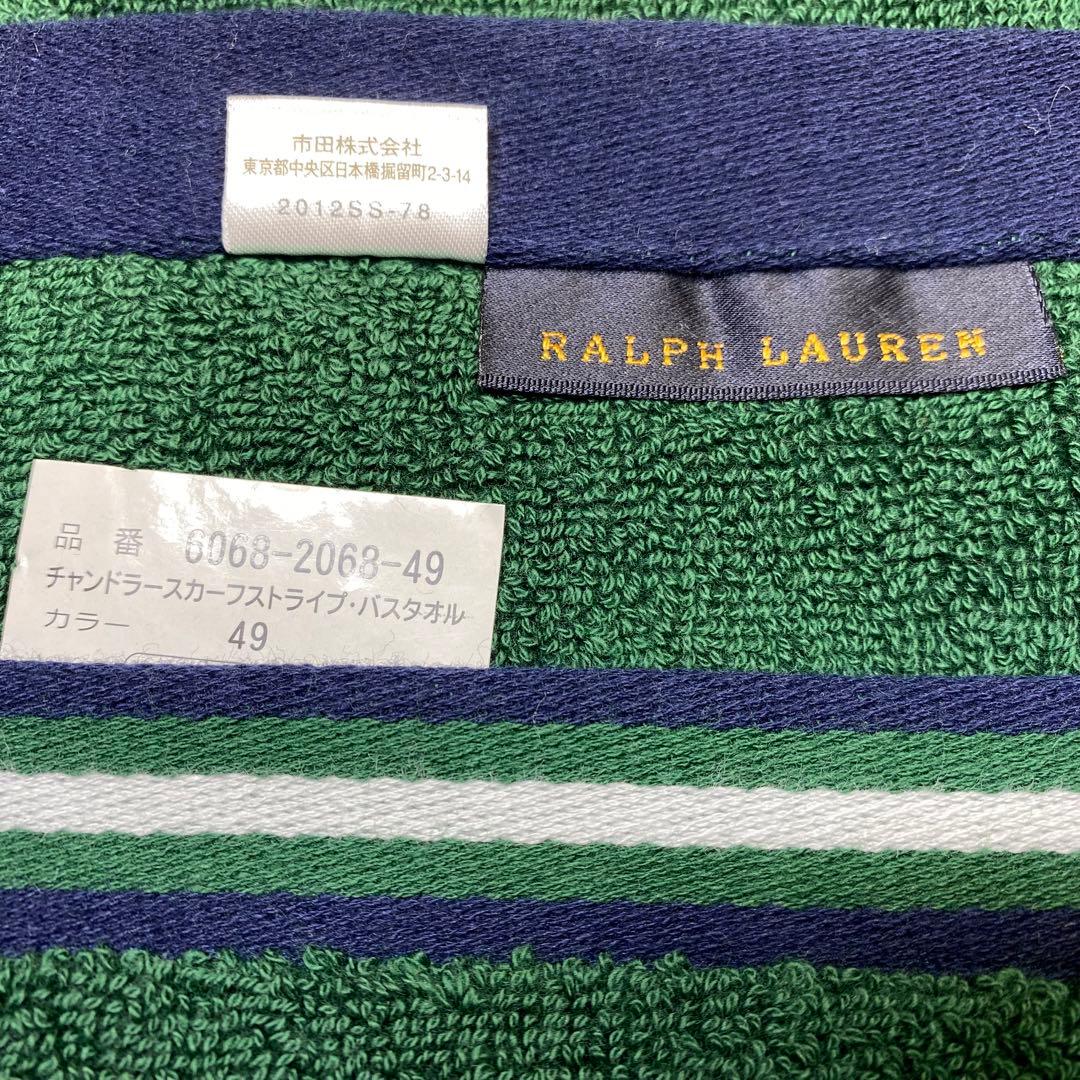 市田株式会社
東京都中央区日本橋掘留町2-3-14
2012SS-78
RALPH LAUREN
品 番 6068-2068-49
チャンドラースカーフストライプ・バスタオル
カラー 49